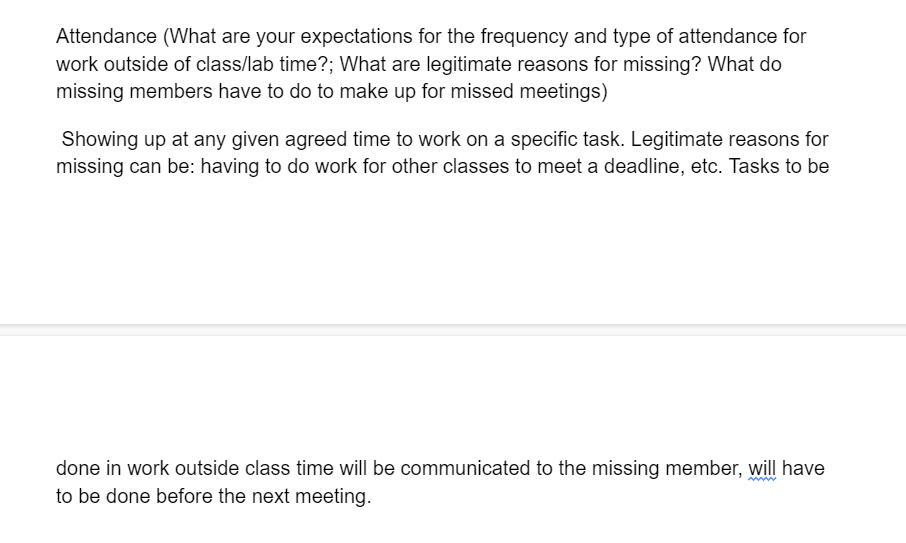 Attendance (What are your expectations for the frequency and type of attendance for
work outside of class/lab time?; What are legitimate reasons for missing? What do
missing members have to do to make up for missed meetings)
Showing up at any given agreed time to work on a specific task. Legitimate reasons for
missing can be: having to do work for other classes to meet a deadline, etc. Tasks to be
done in work outside class time will be communicated to the missing member, will have
to be done before the next meeting.